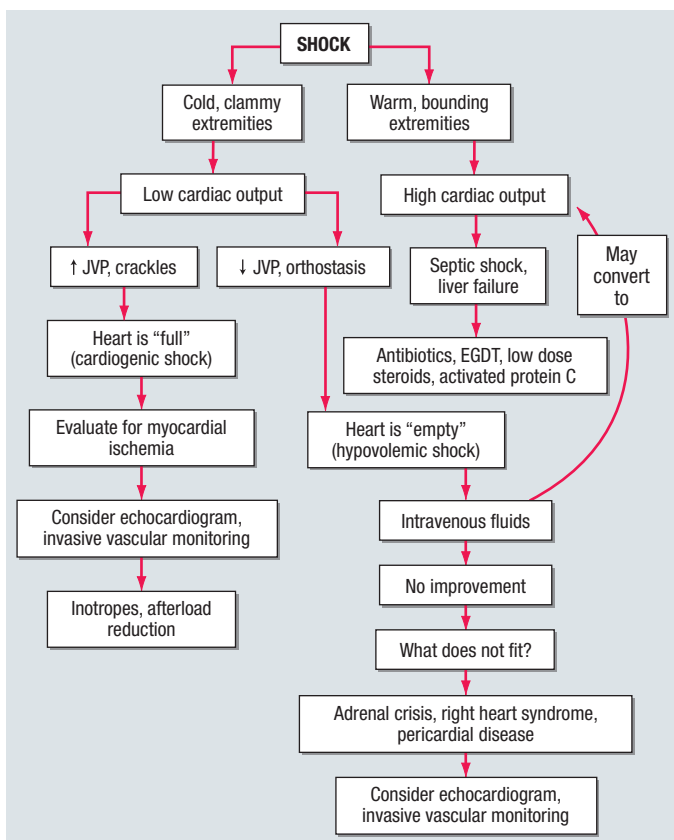 SHOCK
Cold, clammy
extremities
Warm, bounding
extremities
Low cardiac output
High cardiac output
↑ JVP, crackles
↓ JVP, orthostasis
Septic shock,
liver failure
May
convert
to
Heart is “full”
(cardiogenic shock)
Antibiotics, EGDT, low dose
steroids, activated protein C
Evaluate for myocardial
ischemia
Heart is “empty”
(hypovolemic shock)
Consider echocardiogram,
invasive vascular monitoring
Intravenous fluids
Inotropes, afterload
reduction
No improvement
What does not fit?
Adrenal crisis, right heart syndrome,
pericardial disease
Consider echocardiogram,
invasive vascular monitoring